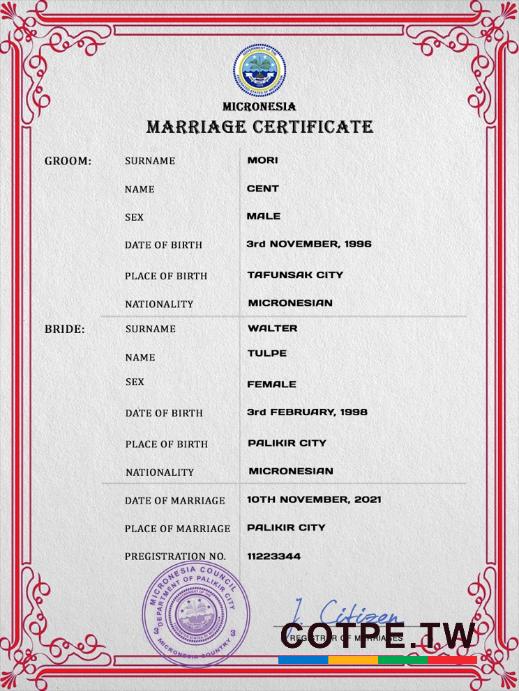 MICRONESIA
MARRIAGE CERTIFICATE
GROOM: SURNAME MORI
NAME CENT
SEX MALE
DATE OF BIRTH 3rd NOVEMBER, 1996
PLACE OF BIRTH TAFUNSAK CITY
NATIONALITY MICRONESIAN
BRIDE: SURNAME WALTER
NAME TULPE
SEX FEMALE
DATE OF BIRTH 3rd FEBRUARY, 1998
PLACE OF BIRTH PALIKIR CITY
NATIONALITY MICRONESIAN
DATE OF MARRIAGE 10TH NOVEMBER, 2021
PLACE OF MARRIAGE PALIKIR CITY
PREGISTRATION NO. 11223344
MICRONESIA COUNCIL
DEPARTMENT OF PALIKIR CITY
MICRONESIA COUNTRY
J. Citizen
REGISTRER OF MARRIAGES
COTPE.TW